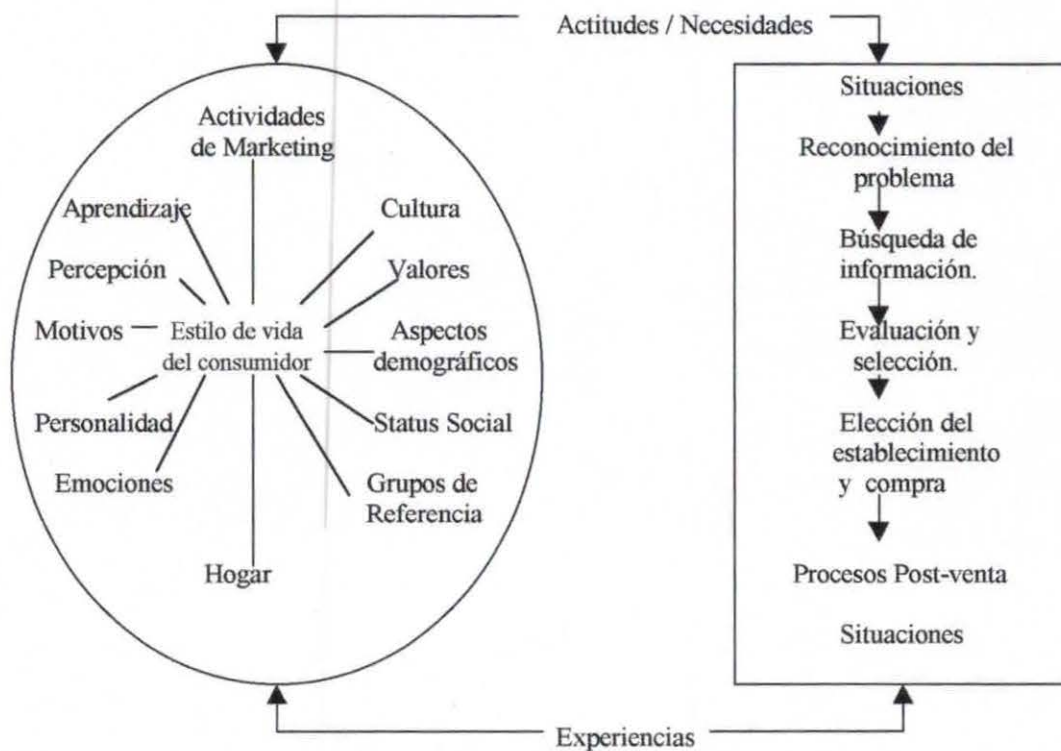 Actitudes / Necesidades
Actividades
de Marketing
Aprendizaje
Cultura
Percepción
Valores
Motivos
Estilo de vida
del consumidor
Aspectos
demográficos
Personalidad
Status Social
Emociones
Grupos de
Referencia
Hogar
Situaciones
Reconocimiento del
problema
Búsqueda de
información.
Evaluación y
selección.
Elección del
establecimiento
y compra
Procesos Post-venta
Situaciones
Experiencias